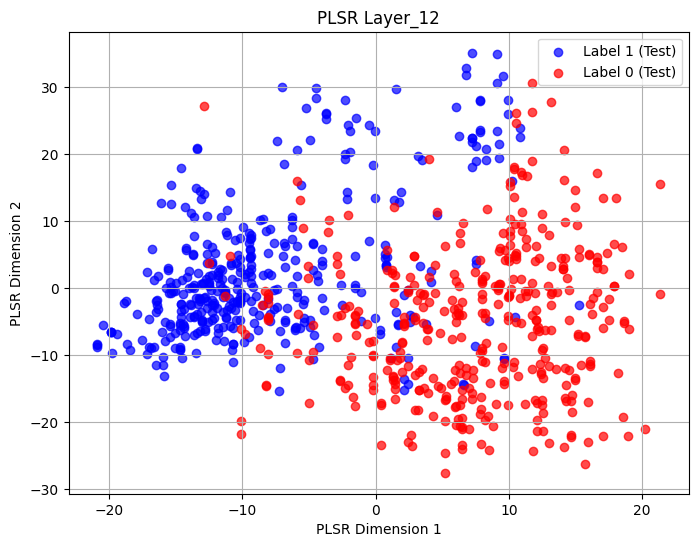 PLSR Layer_12
Label 1 (Test)
Label 0 (Test)
PLSR Dimension 2
30
20
10
0
−10
−20
−30
−20
−10
0
10
20
PLSR Dimension 1